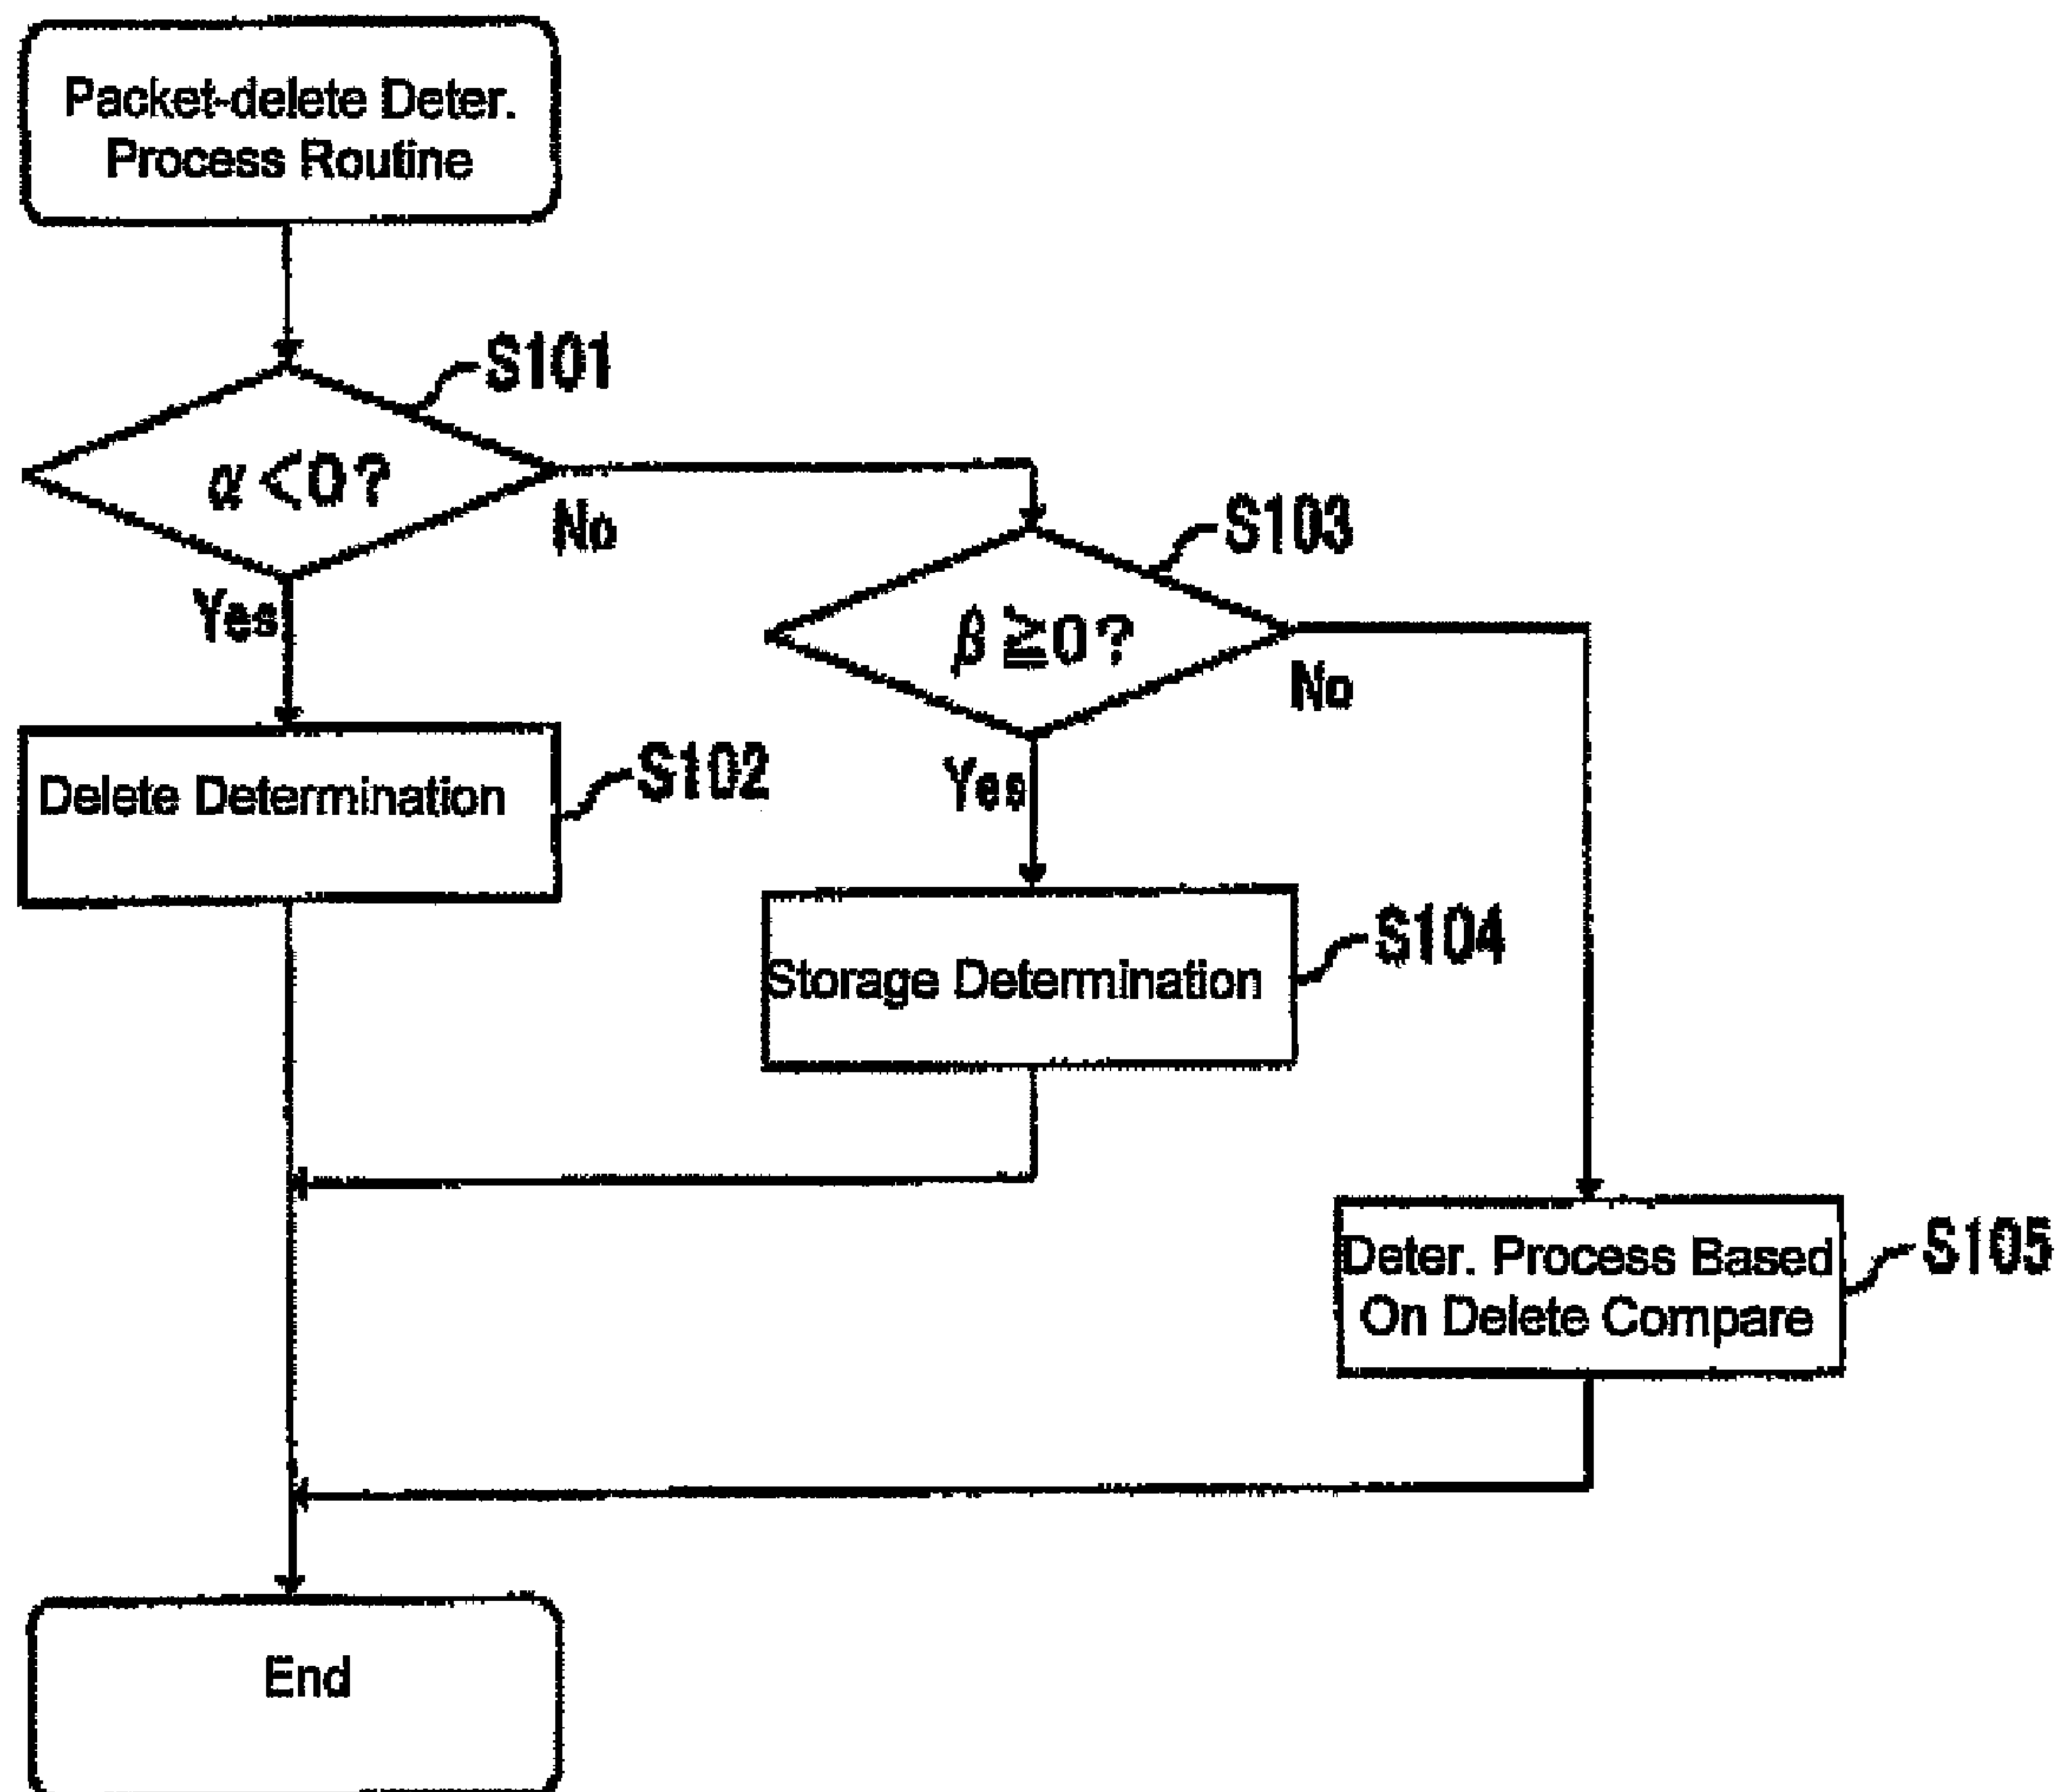 Packet-delete Deter.
Process Routine
S101
α<0?
No
S103
Yes
β≧0?
No
S102
Delete Determination
Yes
S104
Storage Determination
Deter. Process Based
On Delete Compare
S105
End